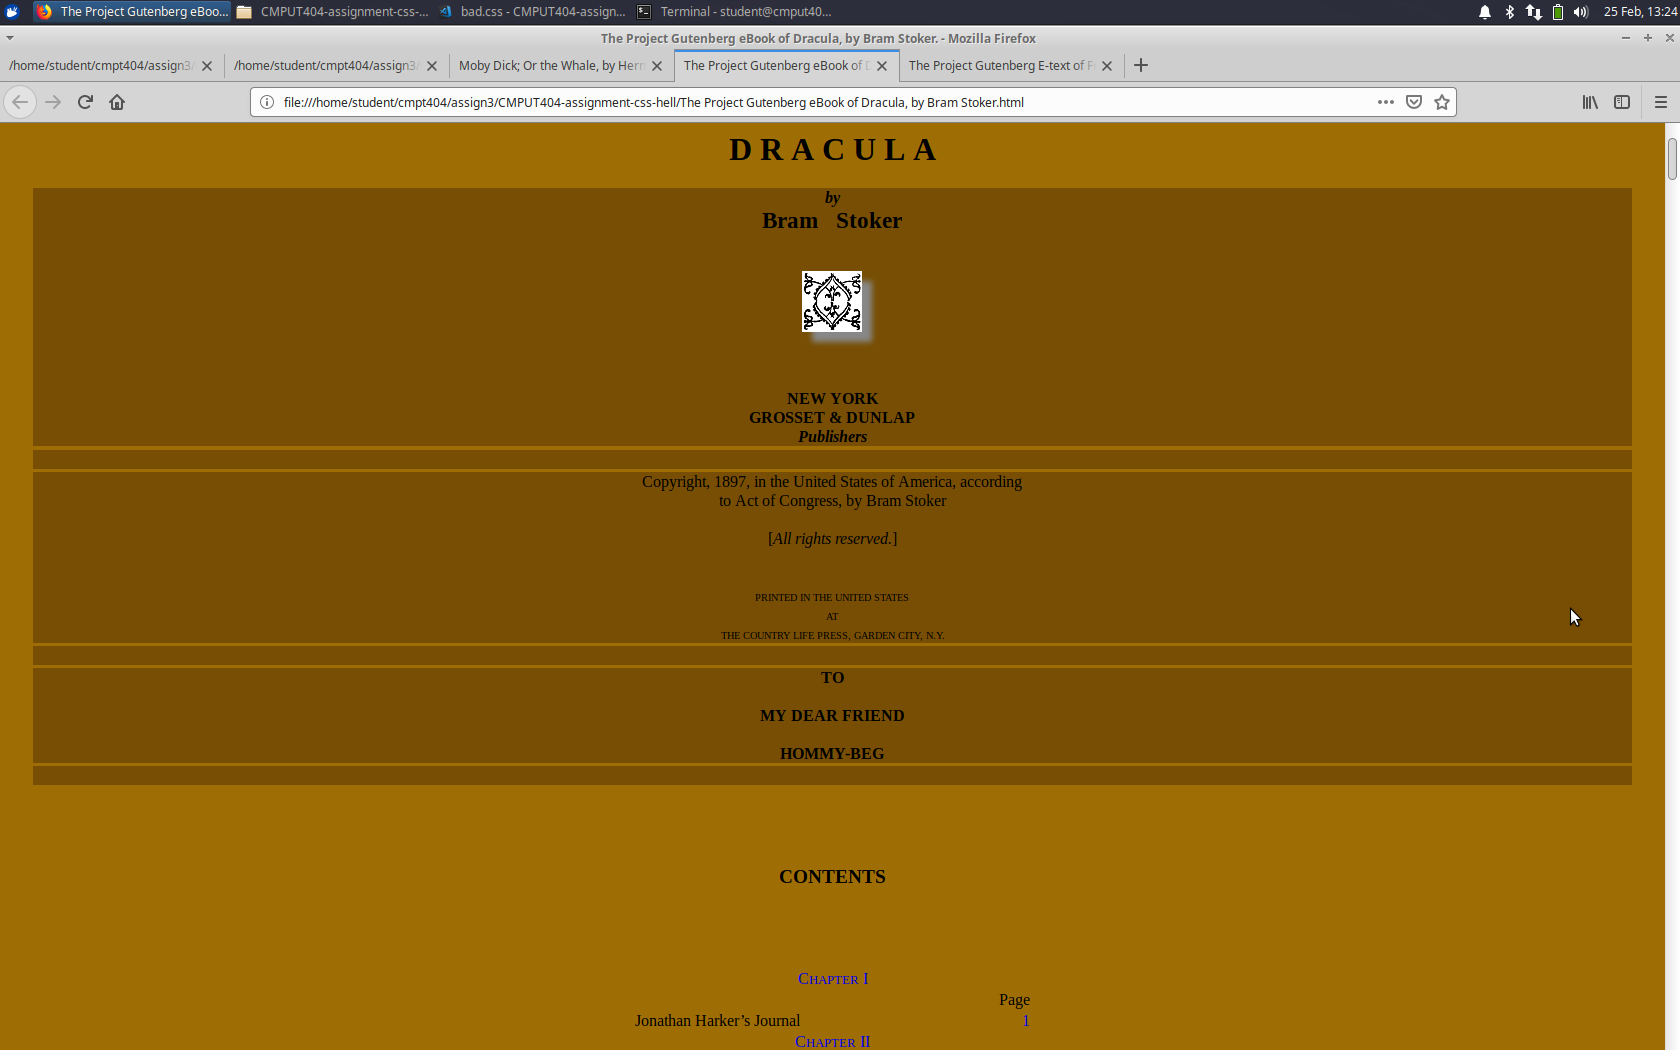 The Project Gutenberg eBoo...
CMPUT404-assignment-css-...
bad.css - CMPUT404-assign...
Terminal - student@cmput40...
25 Feb, 13:24
The Project Gutenberg eBook of Dracula, by Bram Stoker. - Mozilla Firefox
/home/student/cmpt404/assign3/
/home/student/cmpt404/assign3/
Moby Dick; Or the Whale, by Herm
The Project Gutenberg eBook of D
The Project Gutenberg E-text of F
file:///home/student/cmpt404/assign3/CMPUT404-assignment-css-hell/The Project Gutenberg eBook of Dracula, by Bram Stoker.html
D R A C U L A
by
Bram Stoker
NEW YORK
GROSSET & DUNLAP
Publishers
Copyright, 1897, in the United States of America, according
to Act of Congress, by Bram Stoker
[All rights reserved.]
PRINTED IN THE UNITED STATES
AT
THE COUNTRY LIFE PRESS, GARDEN CITY, N.Y.
TO
MY DEAR FRIEND
HOMMY-BEG
CONTENTS
CHAPTER I
Page
Jonathan Harker’s Journal 1
CHAPTER II